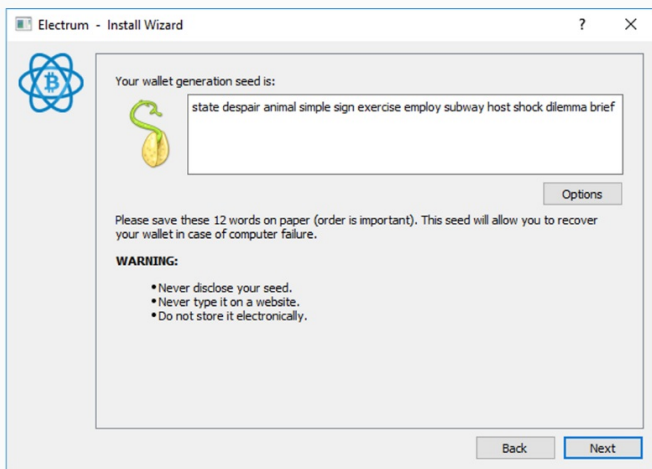 Electrum - Install Wizard ? ×
Your wallet generation seed is:
state despair animal simple sign exercise employ subway host shock dilemma brief
Options
Please save these 12 words on paper (order is important). This seed will allow you to recover
your wallet in case of computer failure.
WARNING:
•Never disclose your seed.
•Never type it on a website.
•Do not store it electronically.
Back Next